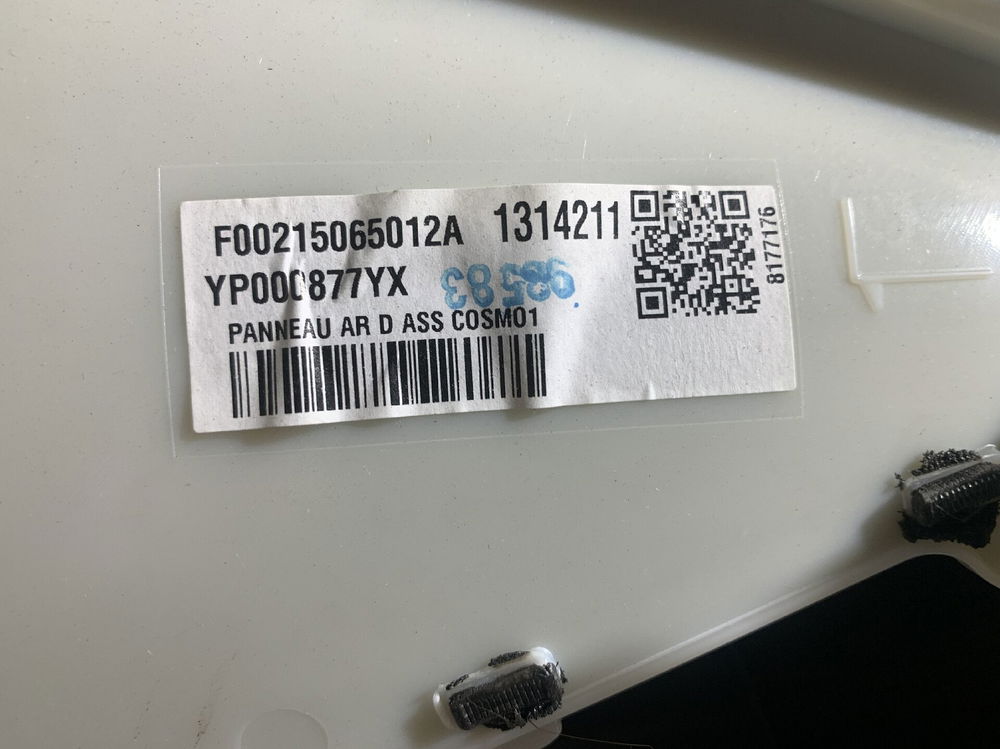 F00215065012A 1314211
YP000877YX
PANNEAU AR D ASS COSMO1
8177176